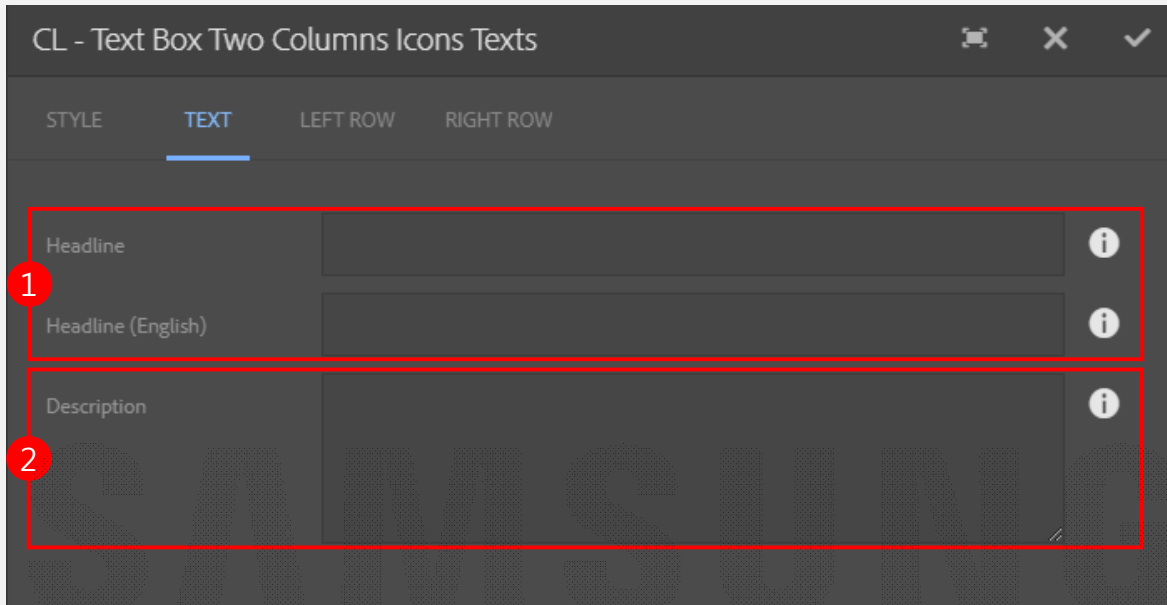 CL - Text Box Two Columns Icons Texts
STYLE TEXT LEFT ROW RIGHT ROW
Headline
1
Headline (English)
Description
2
SAMSUNG